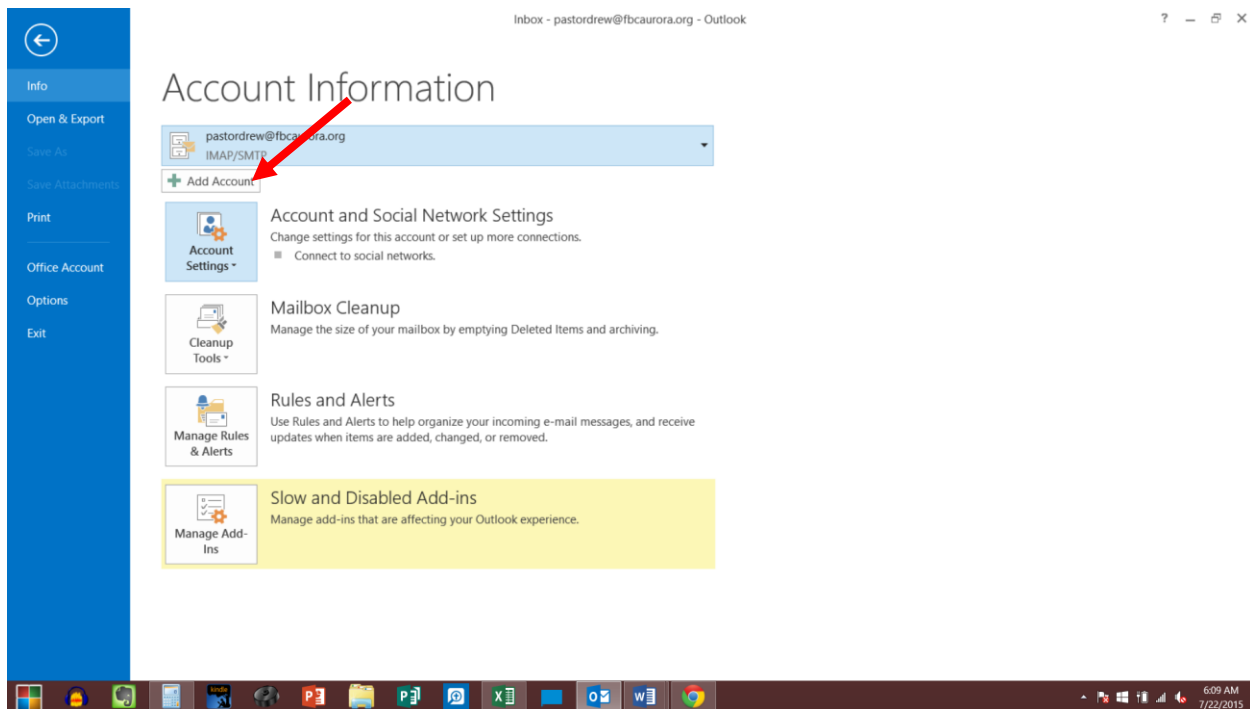 Inbox - pastordrew@fbcaurora.org - Outlook
Info
Open & Export
Save As
Save Attachments
Print
Office Account
Options
Exit
Account Information
pastordrew@fbcaurora.org
IMAP/SMTP
Add Account
Account
Settings
Account and Social Network Settings
Change settings for this account or set up more connections.
Connect to social networks.
Cleanup
Tools
Mailbox Cleanup
Manage the size of your mailbox by emptying Deleted Items and archiving.
Manage Rules
& Alerts
Rules and Alerts
Use Rules and Alerts to help organize your incoming e-mail messages, and receive
updates when items are added, changed, or removed.
Manage Add-
Ins
Slow and Disabled Add-ins
Manage add-ins that are affecting your Outlook experience.
kindle
6:09 AM
7/22/2015